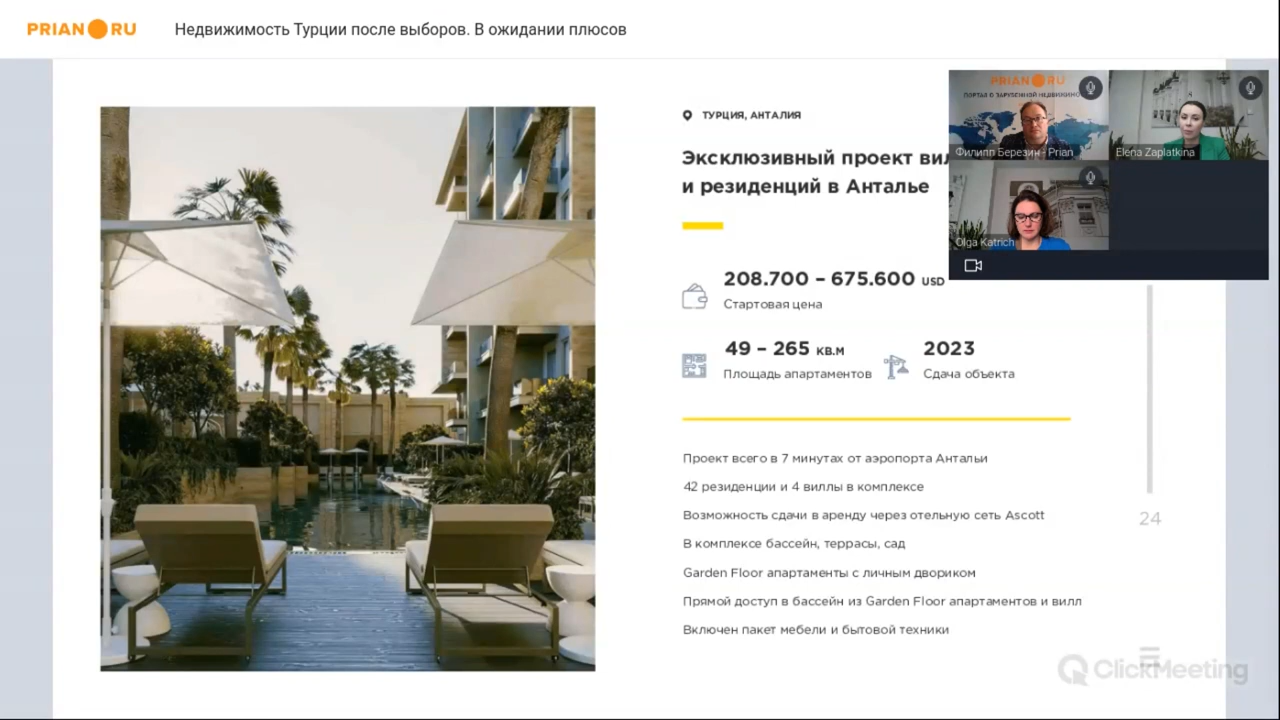 PRIAN RU
Недвижимость Турции после выборов. В ожидании плюсов
PRIAN RU
ПОРТАЛ О ЗАРУБЕЖНОЙ НЕДВИЖИМО
Филипп Березин - Prian
Elena Zaplatkina
Olga Katrich
ТУРЦИЯ, АНТАЛИЯ
Эксклюзивный проект вил
и резиденций в Анталье
208.700 – 675.600 USD
Стартовая цена
49 – 265 КВ.М
Площадь апартаментов
2023
Сдача объекта
Проект всего в 7 минутах от аэропорта Антальи
42 резиденции и 4 виллы в комплексе
Возможность сдачи в аренду через отельную сеть Ascott
В комплексе бассейн, террасы, сад
Garden Floor апартаменты с личным двориком
Прямой доступ в бассейн из Garden Floor апартаментов и вилл
Включен пакет мебели и бытовой техники
24
ClickMeeting